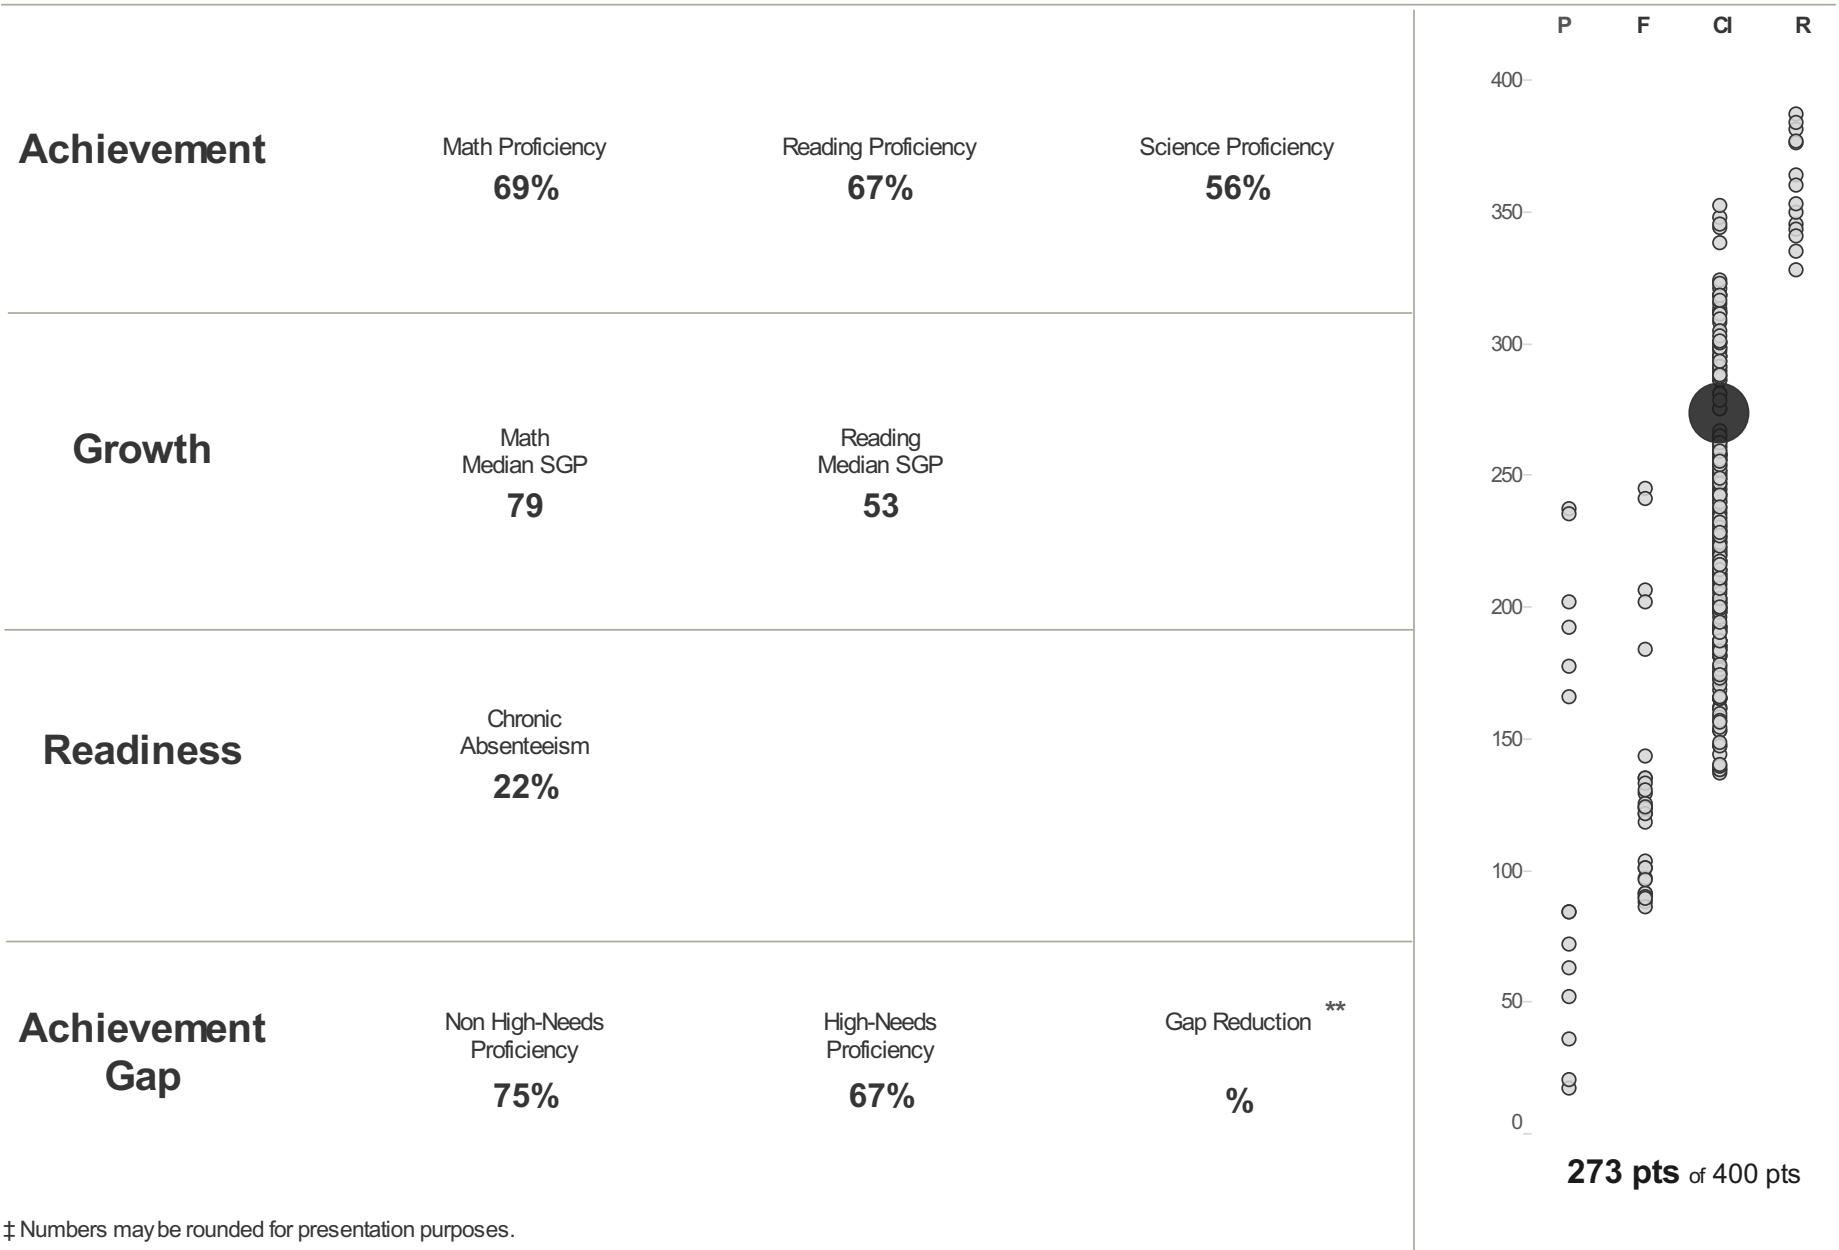 P F CI R
Achievement
Math Proficiency Reading Proficiency Science Proficiency
69% 67% 56%
Growth
Math Reading
Median SGP Median SGP
79 53
Readiness
Chronic
Absenteeism
22%
Achievement
Gap
Non High-Needs High-Needs Gap Reduction **
Proficiency Proficiency
75% 67% %
400
350
300
250
200
150
100
50
0
273 pts of 400 pts
‡ Numbers may be rounded for presentation purposes.